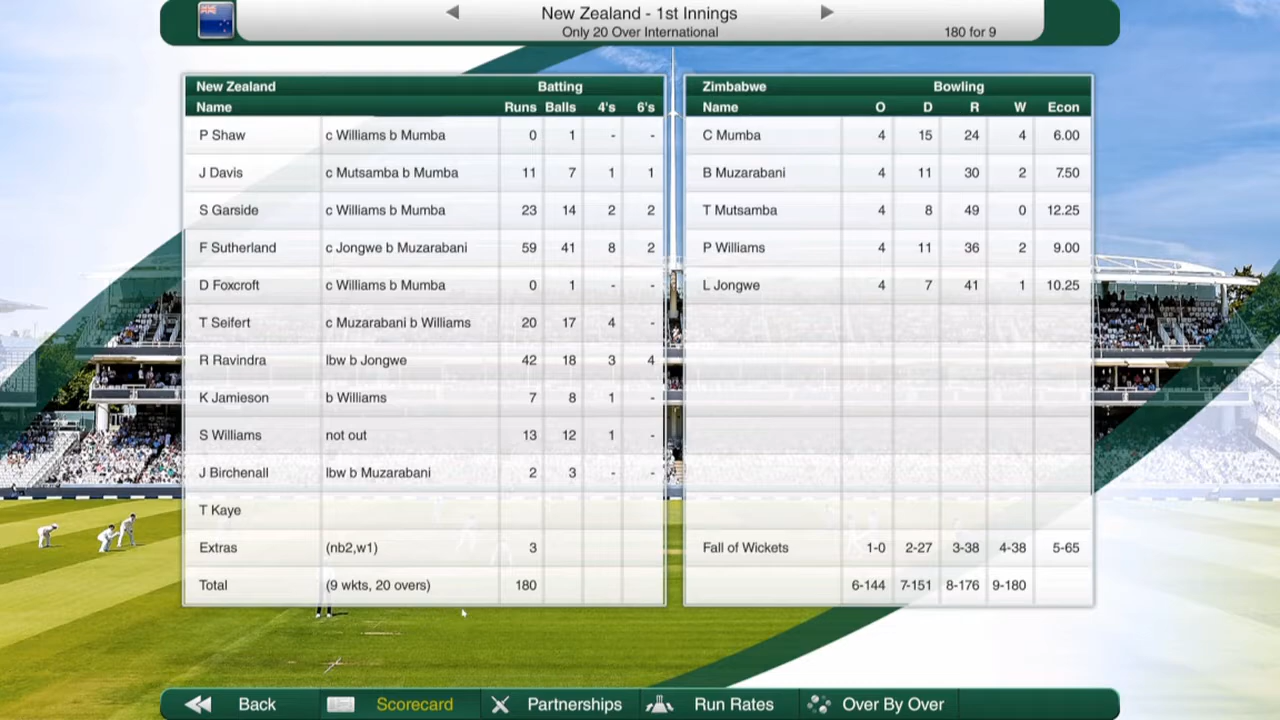 New Zealand - 1st Innings
Only 20 Over International
180 for 9
New Zealand Batting
Name Runs Balls 4's 6's
P Shaw c Williams b Mumba 0 1 - -
J Davis c Mutsamba b Mumba 11 7 1 1
S Garside c Williams b Mumba 23 14 2 2
F Sutherland c Jongwe b Muzarabani 59 41 8 2
D Foxcroft c Williams b Mumba 0 1 - -
T Seifert c Muzarabani b Williams 20 17 4 -
R Ravindra lbw b Jongwe 42 18 3 4
K Jamieson b Williams 7 8 1 -
S Williams not out 13 12 1 -
J Birchenall lbw b Muzarabani 2 3 - -
T Kaye
Extras (nb2,w1) 3
Total (9 wkts, 20 overs) 180
Zimbabwe Bowling
Name O D R W Econ
C Mumba 4 15 24 4 6.00
B Muzarabani 4 11 30 2 7.50
T Mutsamba 4 8 49 0 12.25
P Williams 4 11 36 2 9.00
L Jongwe 4 7 41 1 10.25
Fall of Wickets 1-0 2-27 3-38 4-38 5-65
6-144 7-151 8-176 9-180
Back Scorecard Partnerships Run Rates Over By Over